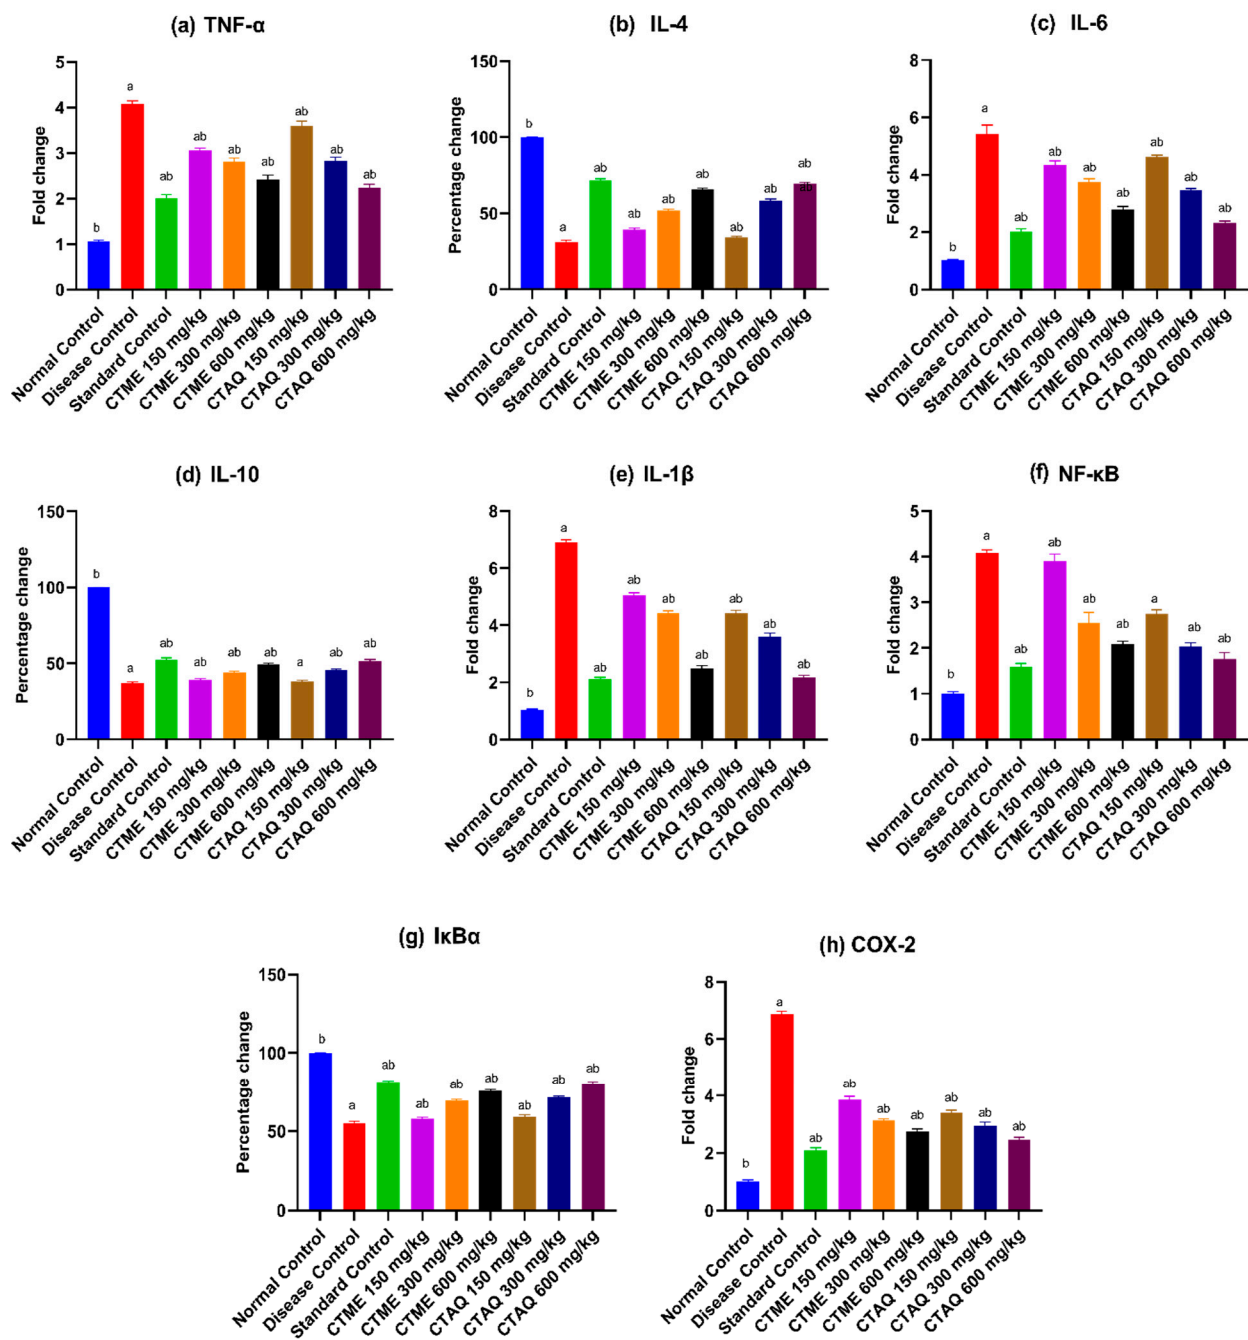 (a) TNF-α
Fold change
5
4
3
2
1
0
b
a
ab
ab
ab
ab
ab
ab
ab
Normal Control
Disease Control
Standard Control
CTME 150 mg/kg
CTME 300 mg/kg
CTME 600 mg/kg
CTAQ 150 mg/kg
CTAQ 300 mg/kg
CTAQ 600 mg/kg
(b) IL-4
Percentage change
150
100
50
0
b
a
ab
ab
ab
ab
ab
ab
ab
ab
Normal Control
Disease Control
Standard Control
CTME 150 mg/kg
CTME 300 mg/kg
CTME 600 mg/kg
CTAQ 150 mg/kg
CTAQ 300 mg/kg
CTAQ 600 mg/kg
(c) IL-6
Fold change
8
6
4
2
0
b
a
ab
ab
ab
ab
ab
ab
ab
Normal Control
Disease Control
Standard Control
CTME 150 mg/kg
CTME 300 mg/kg
CTME 600 mg/kg
CTAQ 150 mg/kg
CTAQ 300 mg/kg
CTAQ 600 mg/kg
(d) IL-10
Percentage change
150
100
50
0
b
a
ab
ab
ab
ab
a
ab
ab
Normal Control
Disease Control
Standard Control
CTME 150 mg/kg
CTME 300 mg/kg
CTME 600 mg/kg
CTAQ 150 mg/kg
CTAQ 300 mg/kg
CTAQ 600 mg/kg
(e) IL-1β
Fold change
8
6
4
2
0
b
a
ab
ab
ab
ab
ab
ab
ab
Normal Control
Disease Control
Standard Control
CTME 150 mg/kg
CTME 300 mg/kg
CTME 600 mg/kg
CTAQ 150 mg/kg
CTAQ 300 mg/kg
CTAQ 600 mg/kg
(f) NF-κB
Fold change
5
4
3
2
1
0
b
a
ab
ab
ab
ab
a
ab
ab
Normal Control
Disease Control
Standard Control
CTME 150 mg/kg
CTME 300 mg/kg
CTME 600 mg/kg
CTAQ 150 mg/kg
CTAQ 300 mg/kg
CTAQ 600 mg/kg
(g) IκBα
Percentage change
150
100
50
0
b
a
ab
ab
ab
ab
ab
ab
ab
Normal Control
Disease Control
Standard Control
CTME 150 mg/kg
CTME 300 mg/kg
CTME 600 mg/kg
CTAQ 150 mg/kg
CTAQ 300 mg/kg
CTAQ 600 mg/kg
(h) COX-2
Fold change
8
6
4
2
0
b
a
ab
ab
ab
ab
ab
ab
ab
Normal Control
Disease Control
Standard Control
CTME 150 mg/kg
CTME 300 mg/kg
CTME 600 mg/kg
CTAQ 150 mg/kg
CTAQ 300 mg/kg
CTAQ 600 mg/kg